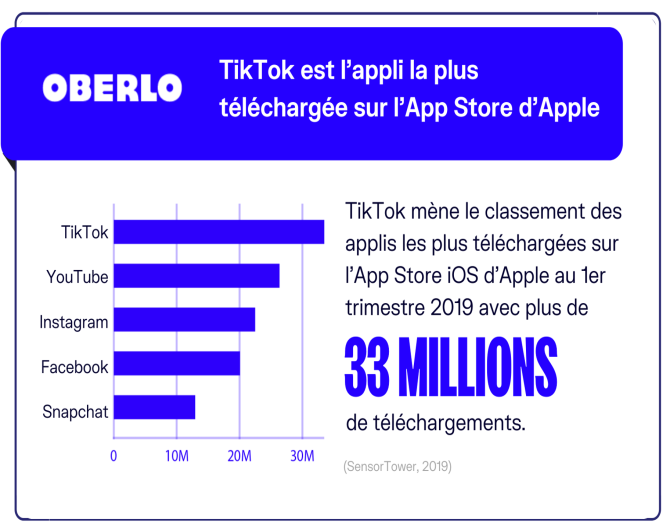 OBERLO
TikTok est l'appli la plus
téléchargée sur l'App Store d'Apple
TikTok
YouTube
Instagram
Facebook
Snapchat
0 10M 20M 30M
TikTok mène le classement des
applis les plus téléchargées sur
l'App Store iOS d'Apple au 1er
trimestre 2019 avec plus de
33 MILLIONS
de téléchargements.
(SensorTower, 2019)